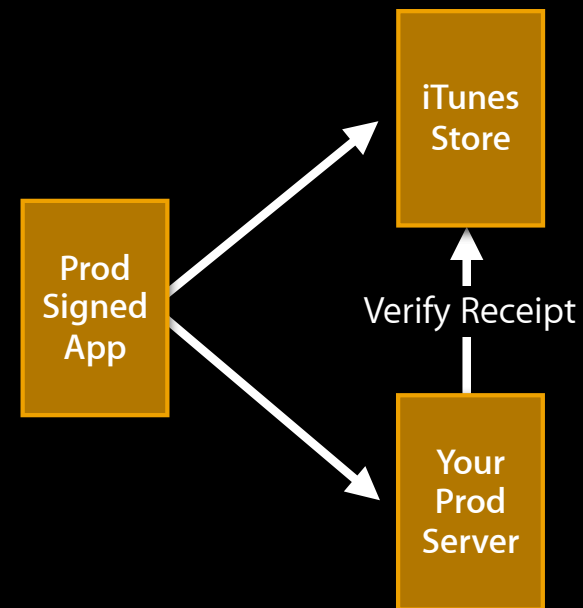 iTunes
Store
Prod
Signed
App
Verify Receipt
Your
Prod
Server